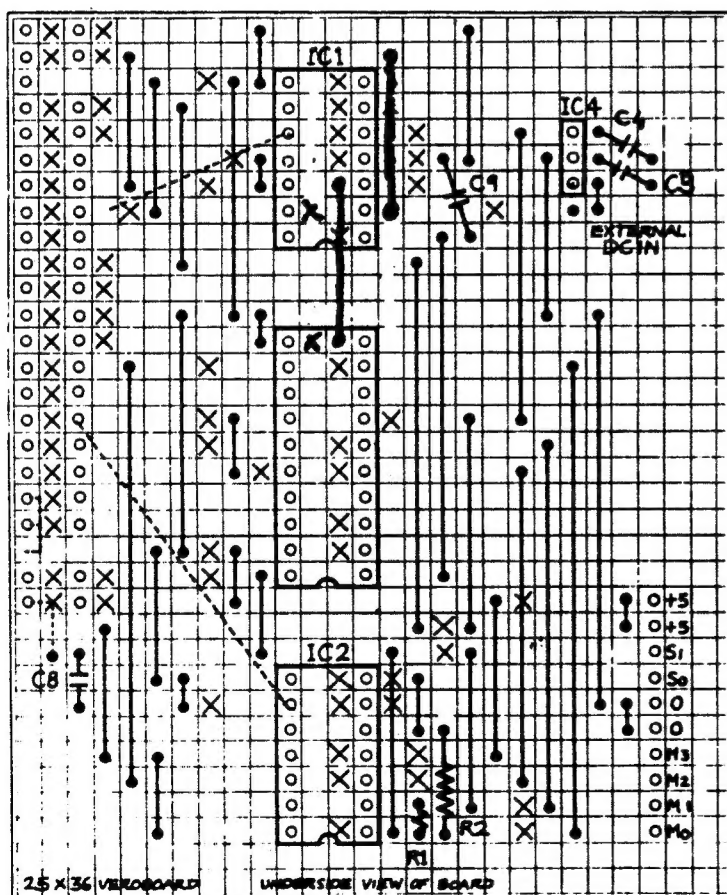 IC1
IC4
C4
C9
C5
EXTERNAL
DC IN
+5
+5
S1
IC2
S0
C8
0
0
M3
M2
M1
R2
M0
R1
25 X 36 VEROBOARD UNDERSIDE VIEW OF BOARD